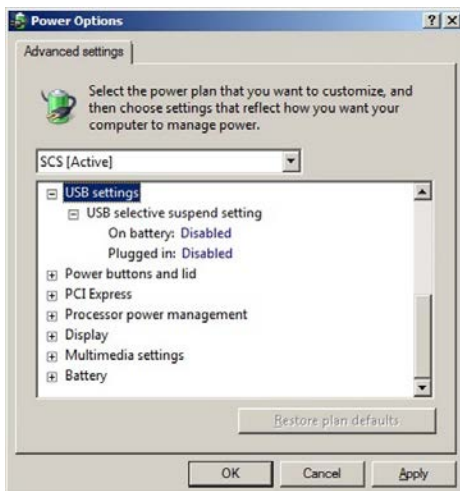 Power Options
Advanced settings
Select the power plan that you want to customize, and
then choose settings that reflect how you want your
computer to manage power.
SCS [Active]
USB settings
USB selective suspend setting
On battery: Disabled
Plugged in: Disabled
Power buttons and lid
PCI Express
Processor power management
Display
Multimedia settings
Battery
Restore plan defaults
OK Cancel Apply